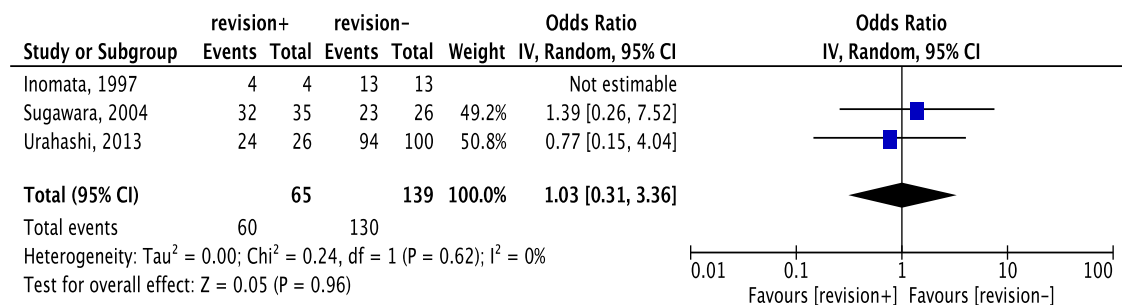 revision+ revision- Odds Ratio Odds Ratio
Study or Subgroup Events Total Events Total Weight IV, Random, 95% CI IV, Random, 95% CI
Inomata, 1997 4 4 13 13 Not estimable
Sugawara, 2004 32 35 23 26 49.2% 1.39 [0.26, 7.52]
Urahashi, 2013 24 26 94 100 50.8% 0.77 [0.15, 4.04]
Total (95% CI) 65 139 100.0% 1.03 [0.31, 3.36]
Total events 60 130
Heterogeneity: Tau² = 0.00; Chi² = 0.24, df = 1 (P = 0.62); I² = 0%
Test for overall effect: Z = 0.05 (P = 0.96)
0.01 0.1 1 10 100
Favours [revision+] Favours [revision-]